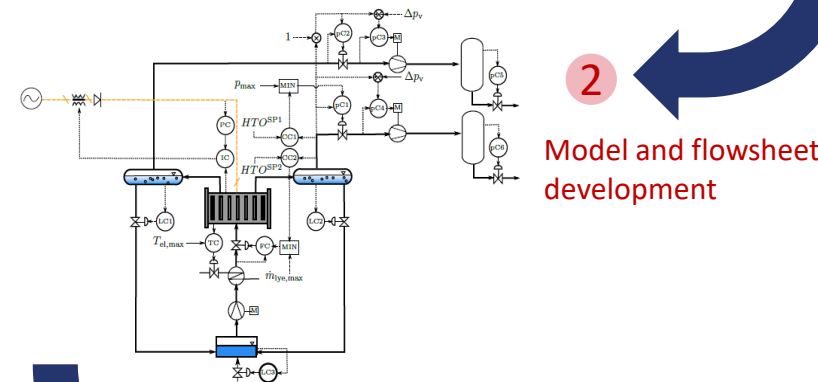 Δp_v
pC2
pC3
M
1
pC5
p_max
MIN
Δp_v
pC1
pC4
M
2
PC
HTO^SP1
CC1
pC6
Model and flowsheet
development
IC
CC2
HTO^SP2
LC1
LC2
T_el,max
TC
FC
MIN
ṁ_lye,max
M
LC3